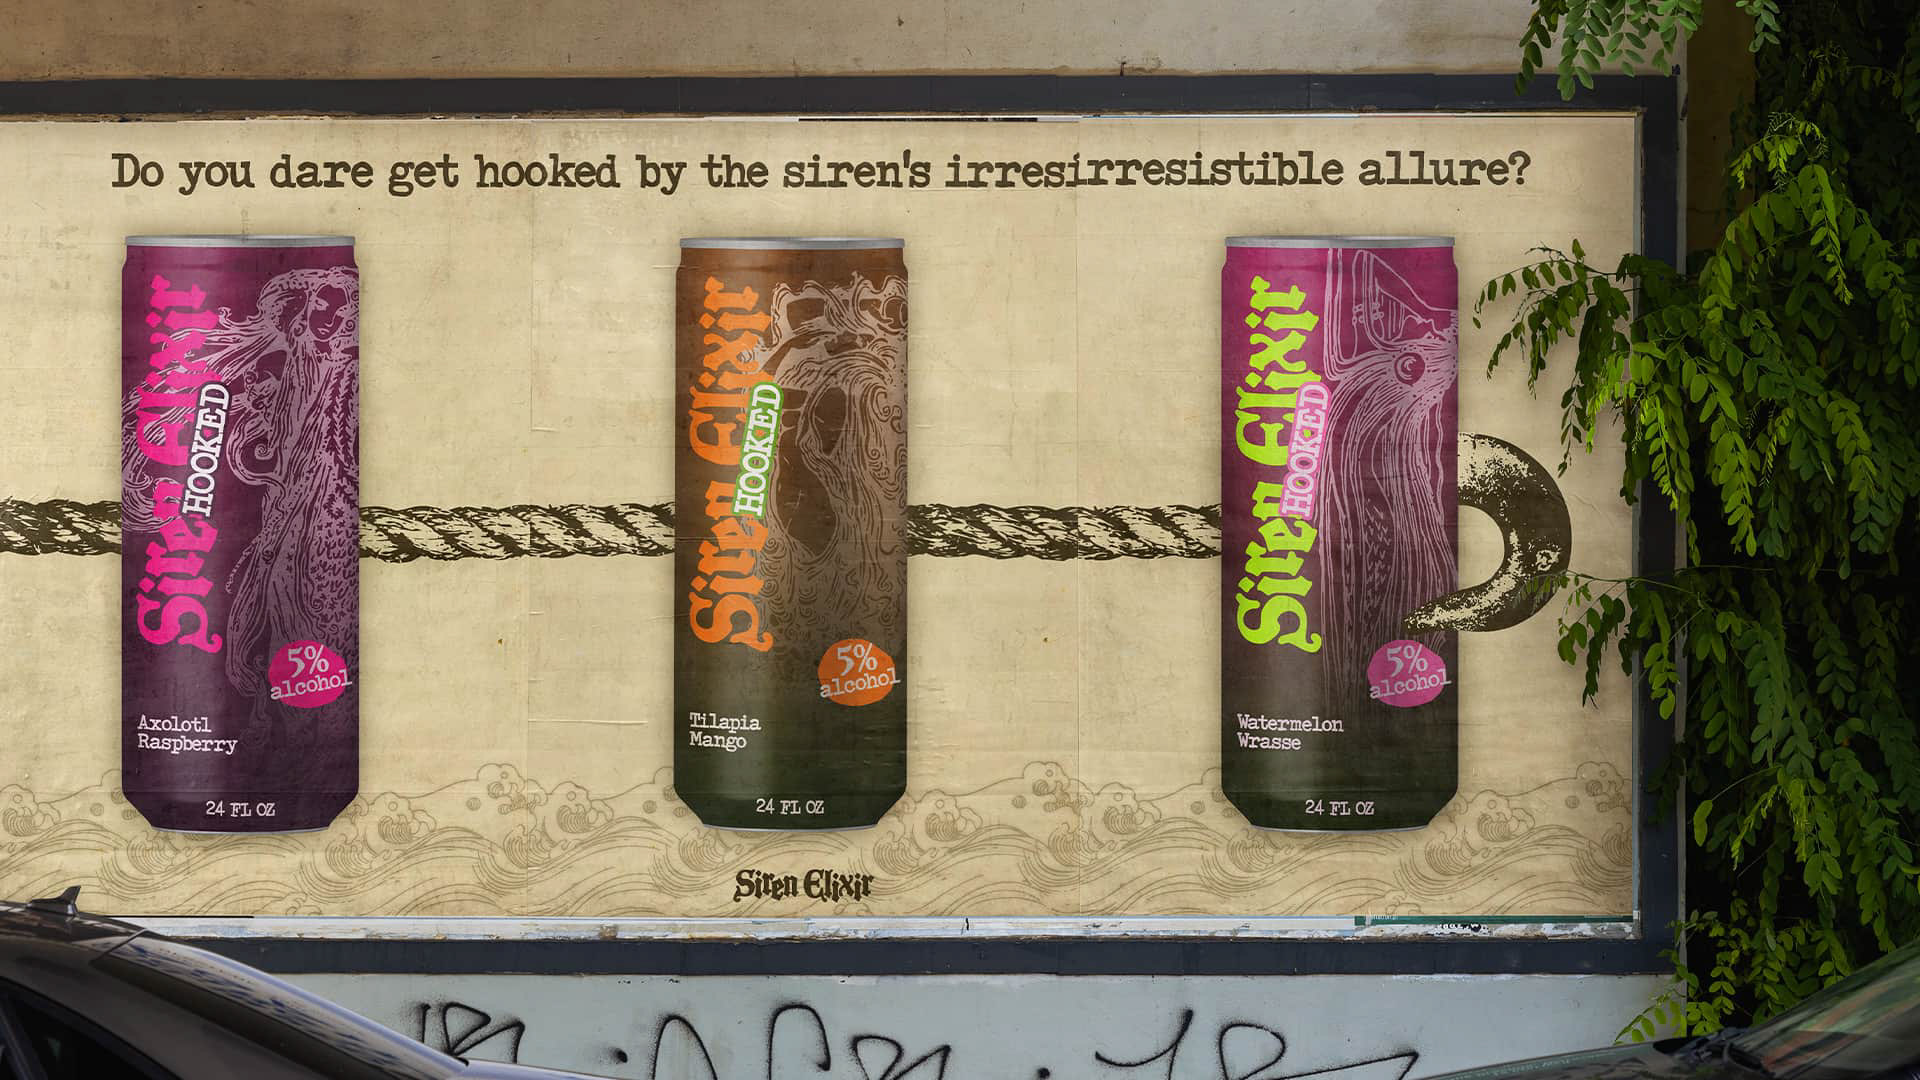 Do you dare get hooked by the siren's irresirresistible allure?
Siren Elixir
HOOKED
5%
alcohol
Axolotl
Raspberry
24 FL OZ
Siren Elixir
HOOKED
5%
alcohol
Tilapia
Mango
24 FL OZ
Siren Elixir
HOOKED
5%
alcohol
Watermelon
Wrasse
24 FL OZ
Siren Elixir